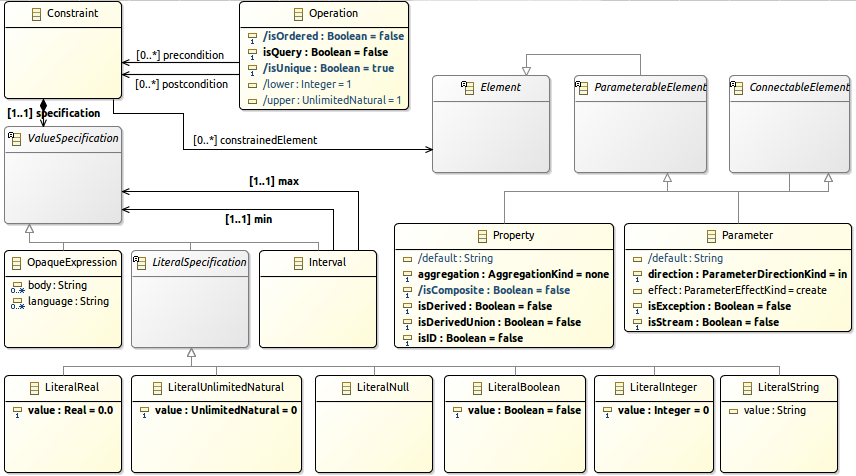 Constraint
Operation
/isOrdered : Boolean = false
isQuery : Boolean = false
/isUnique : Boolean = true
/lower : Integer = 1
/upper : UnlimitedNatural = 1
[0..*] precondition
[0..*] postcondition
[1..1] specification
[0..*] constrainedElement
Element
ParameterableElement
ConnectableElement
ValueSpecification
[1..1] max
[1..1] min
OpaqueExpression
0..* body : String
0..* language : String
LiteralSpecification
Interval
Property
/default : String
1 aggregation : AggregationKind = none
/isComposite : Boolean = false
isDerived : Boolean = false
isDerivedUnion : Boolean = false
isID : Boolean = false
Parameter
/default : String
direction : ParameterDirectionKind = in
effect : ParameterEffectKind = create
isException : Boolean = false
isStream : Boolean = false
LiteralReal
value : Real = 0.0
LiteralUnlimitedNatural
value : UnlimitedNatural = 0
LiteralNull
LiteralBoolean
value : Boolean = false
LiteralInteger
value : Integer = 0
LiteralString
value : String